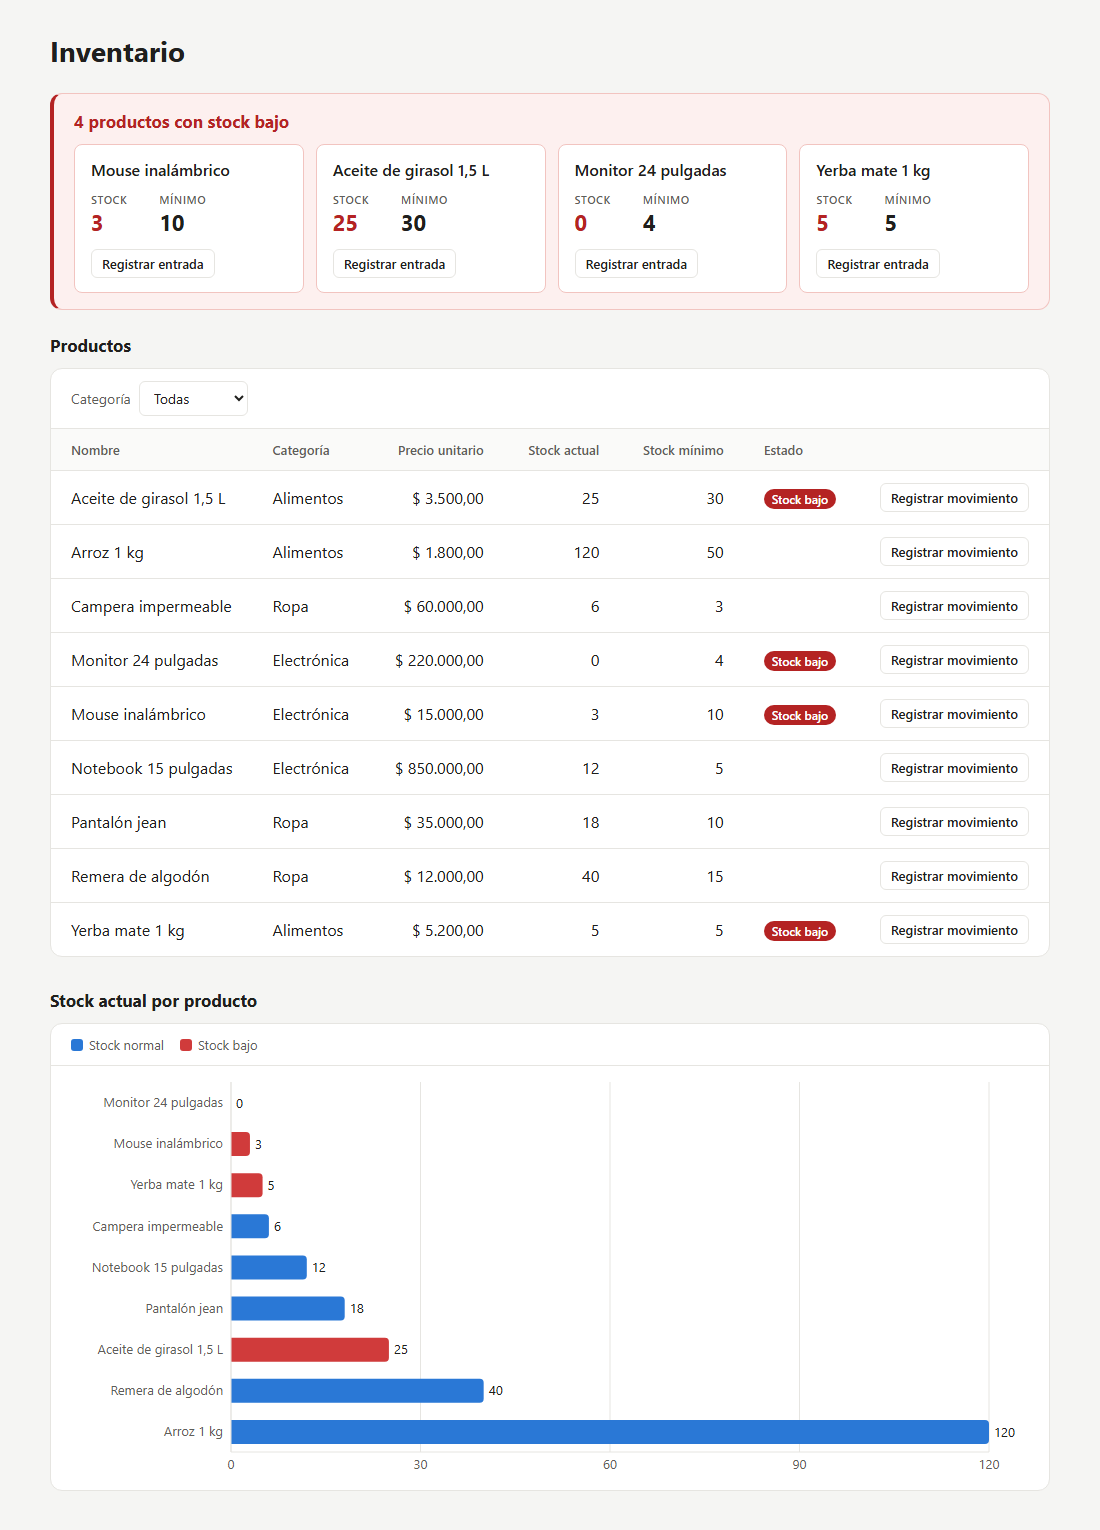 Inventario
4 productos con stock bajo
Mouse inalámbrico
STOCK MÍNIMO
3 10
Registrar entrada
Aceite de girasol 1,5 L
STOCK MÍNIMO
25 30
Registrar entrada
Monitor 24 pulgadas
STOCK MÍNIMO
0 4
Registrar entrada
Yerba mate 1 kg
STOCK MÍNIMO
5 5
Registrar entrada
Productos
Categoría Todas
Nombre Categoría Precio unitario Stock actual Stock mínimo Estado
Aceite de girasol 1,5 L Alimentos $ 3.500,00 25 30 Stock bajo Registrar movimiento
Arroz 1 kg Alimentos $ 1.800,00 120 50 Registrar movimiento
Campera impermeable Ropa $ 60.000,00 6 3 Registrar movimiento
Monitor 24 pulgadas Electrónica $ 220.000,00 0 4 Stock bajo Registrar movimiento
Mouse inalámbrico Electrónica $ 15.000,00 3 10 Stock bajo Registrar movimiento
Notebook 15 pulgadas Electrónica $ 850.000,00 12 5 Registrar movimiento
Pantalón jean Ropa $ 35.000,00 18 10 Registrar movimiento
Remera de algodón Ropa $ 12.000,00 40 15 Registrar movimiento
Yerba mate 1 kg Alimentos $ 5.200,00 5 5 Stock bajo Registrar movimiento
Stock actual por producto
Stock normal Stock bajo
Monitor 24 pulgadas 0
Mouse inalámbrico 3
Yerba mate 1 kg 5
Campera impermeable 6
Notebook 15 pulgadas 12
Pantalón jean 18
Aceite de girasol 1,5 L 25
Remera de algodón 40
Arroz 1 kg 120
0 30 60 90 120